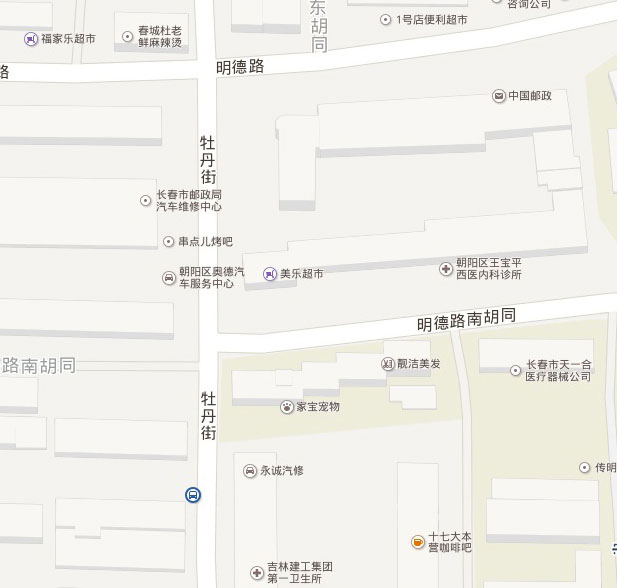 东胡同
咨询公司
1号店便利超市
春城杜老
鲜麻辣烫
福家乐超市
路
明德路
中国邮政
牡丹街
长春市邮政局
汽车维修中心
串点儿烤吧
朝阳区奥德汽
车服务中心
美乐超市
朝阳区王宝平
西医内科诊所
明德路南胡同
路南胡同
靓洁美发
长春市天一合
医疗器械公司
牡丹街
家宝宠物
永诚汽修
传明
十七大本
营咖啡吧
吉林建工集团
第一卫生所